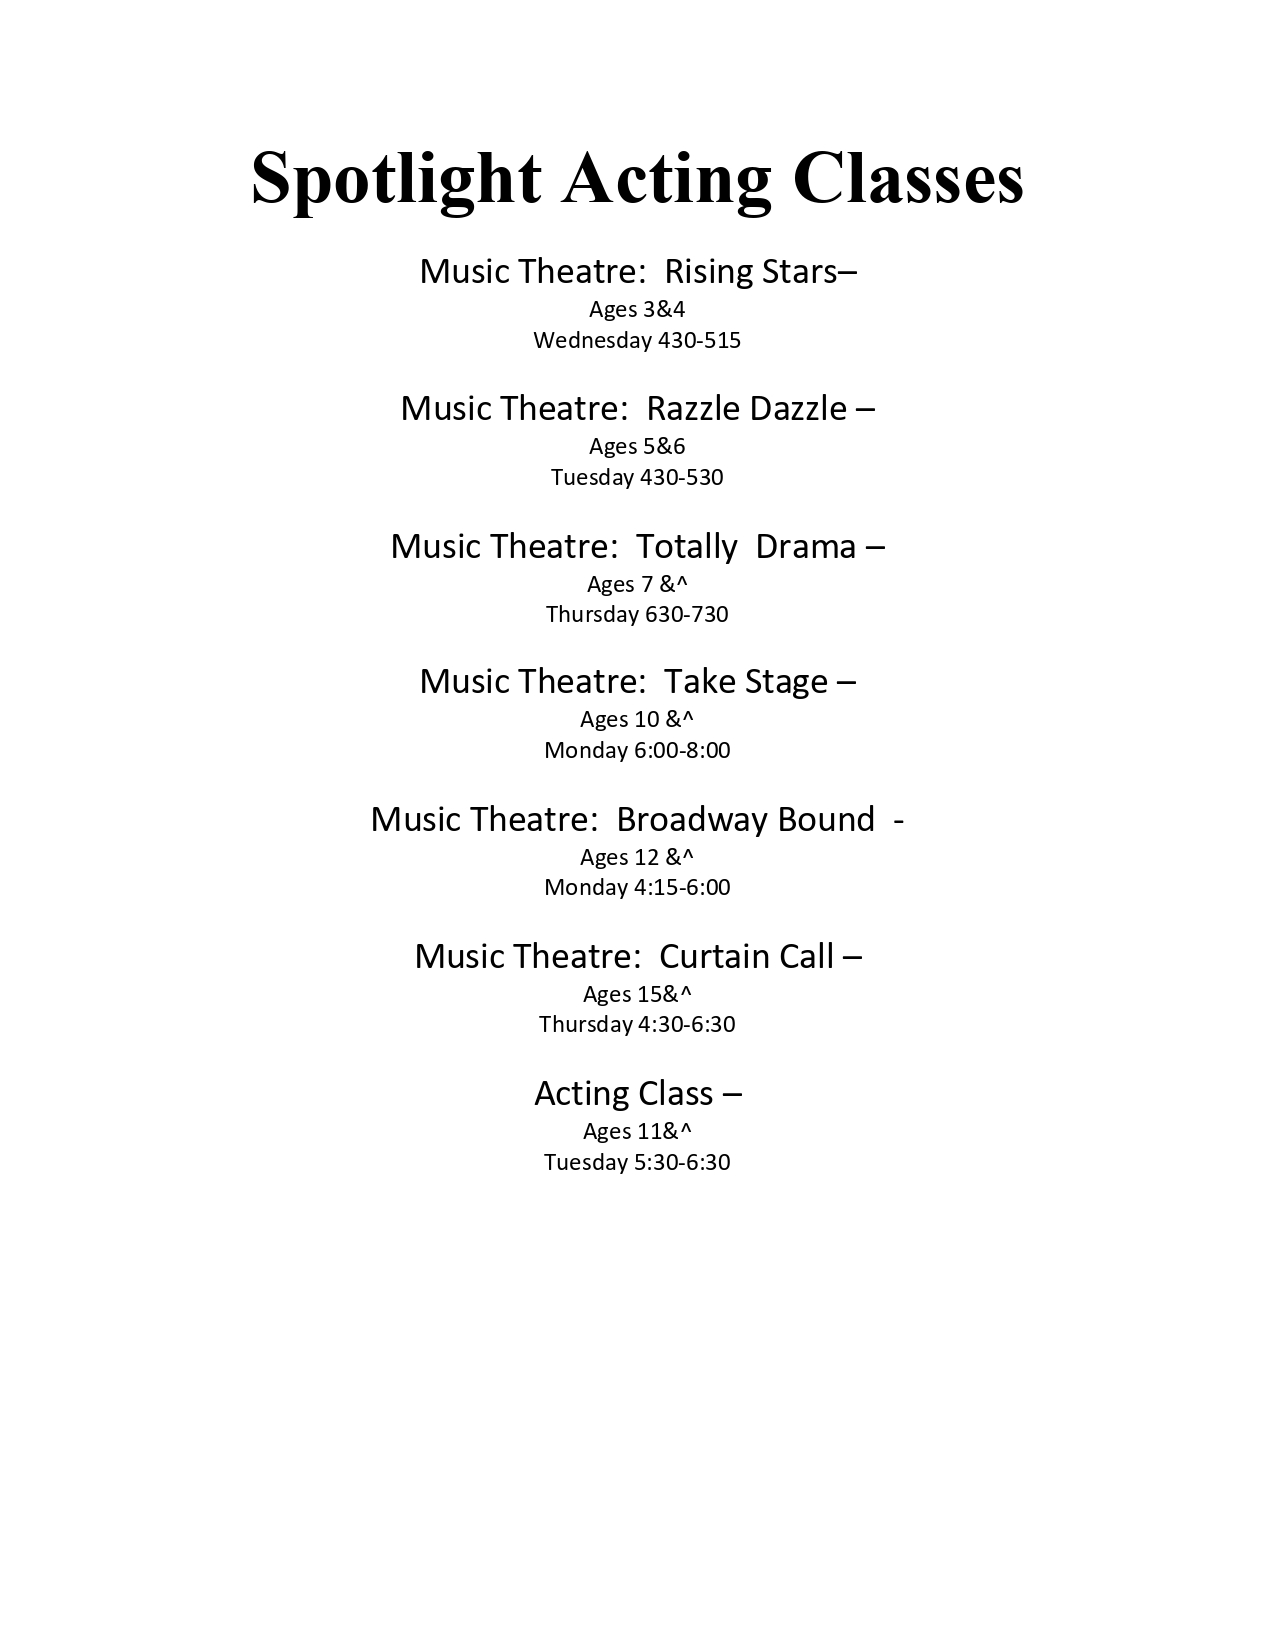 Spotlight Acting Classes
Music Theatre:  Rising Stars–
Ages 3&4
Wednesday 430-515
Music Theatre:  Razzle Dazzle –
Ages 5&6
Tuesday 430-530
Music Theatre:  Totally  Drama –
Ages 7 &^
Thursday 630-730
Music Theatre:  Take Stage –
Ages 10 &^
Monday 6:00-8:00
Music Theatre:  Broadway Bound  -
Ages 12 &^
Monday 4:15-6:00
Music Theatre:  Curtain Call –
Ages 15&^
Thursday 4:30-6:30
Acting Class –
Ages 11&^
Tuesday 5:30-6:30